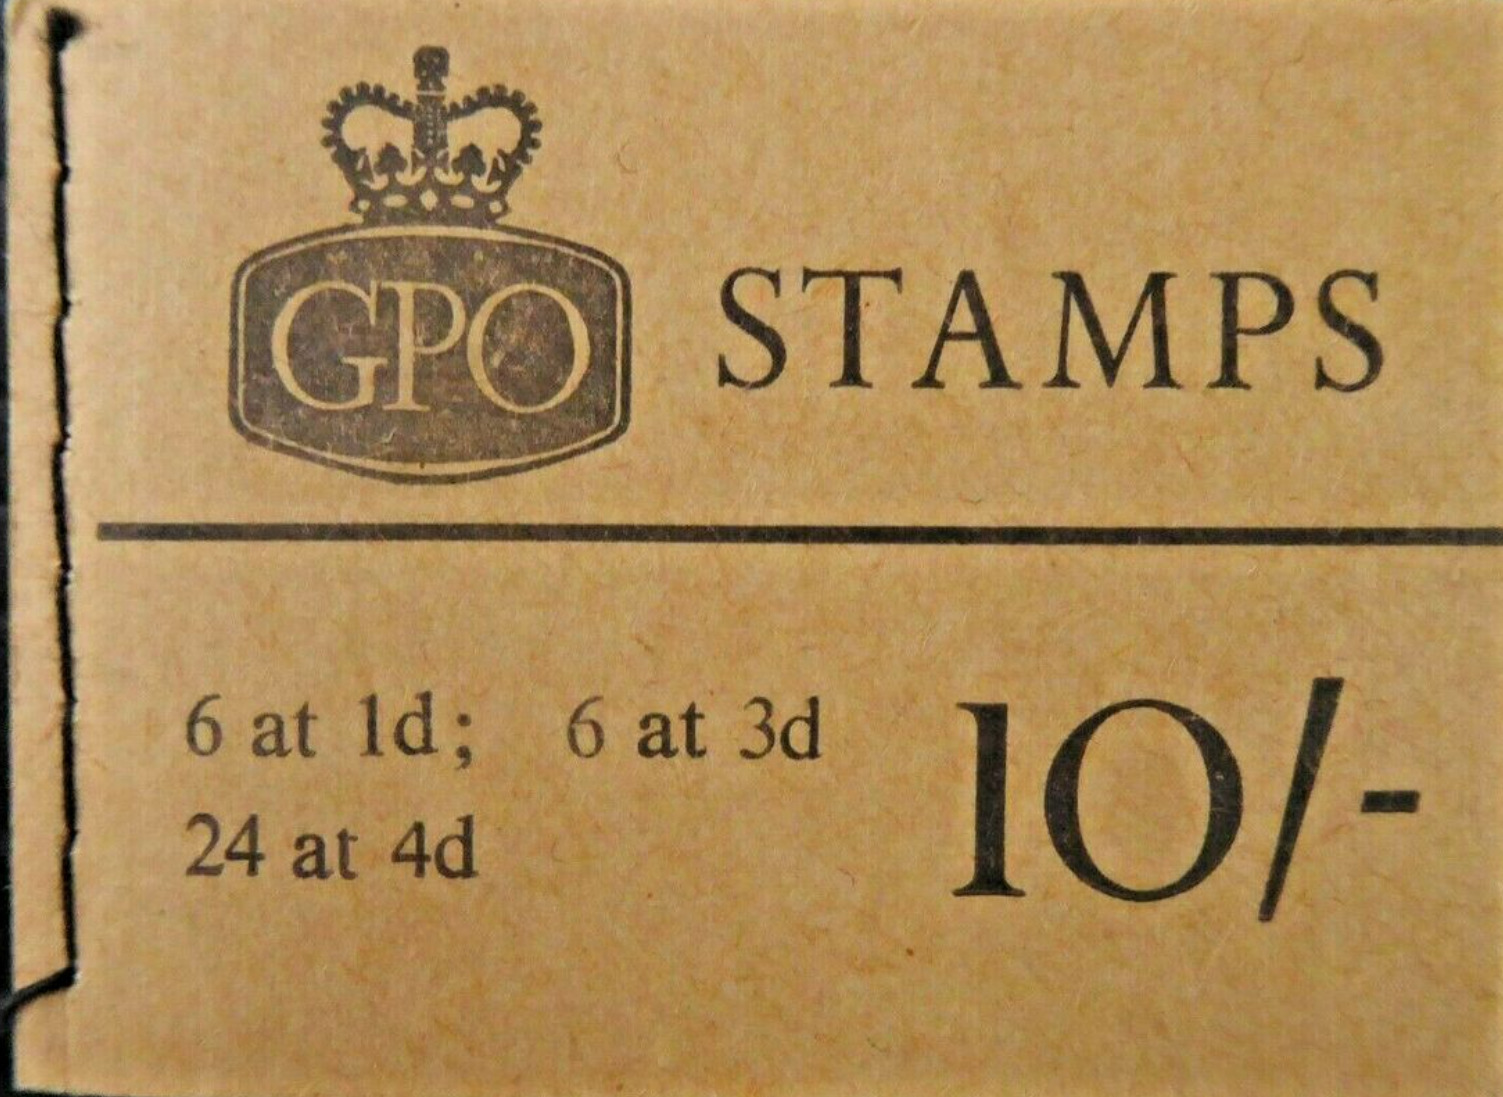 GPO STAMPS
6 at 1d; 6 at 3d
24 at 4d
10/-